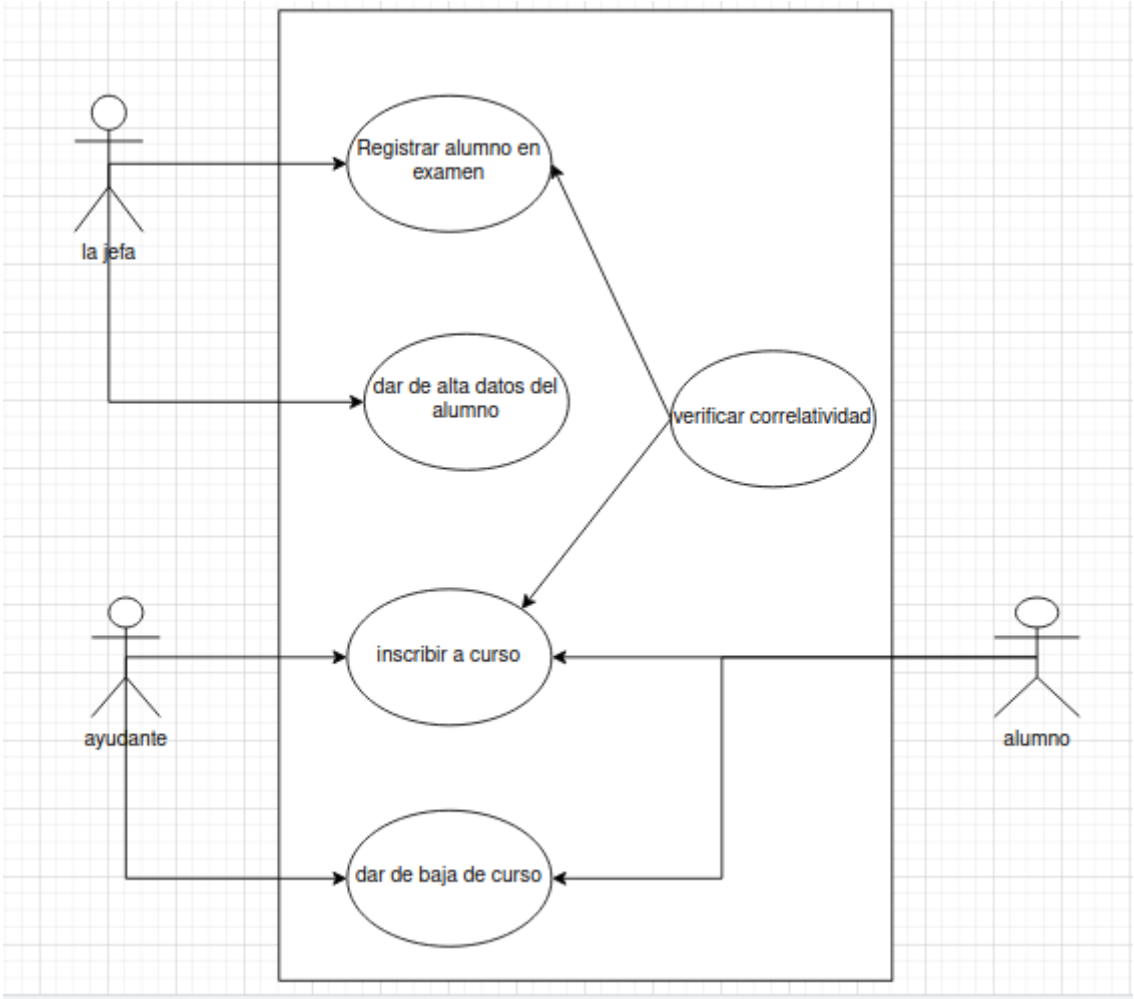 Registrar alumno en
examen
la jefa
dar de alta datos del
alumno
verificar correlatividad
inscribir a curso
ayudante
alumno
dar de baja de curso